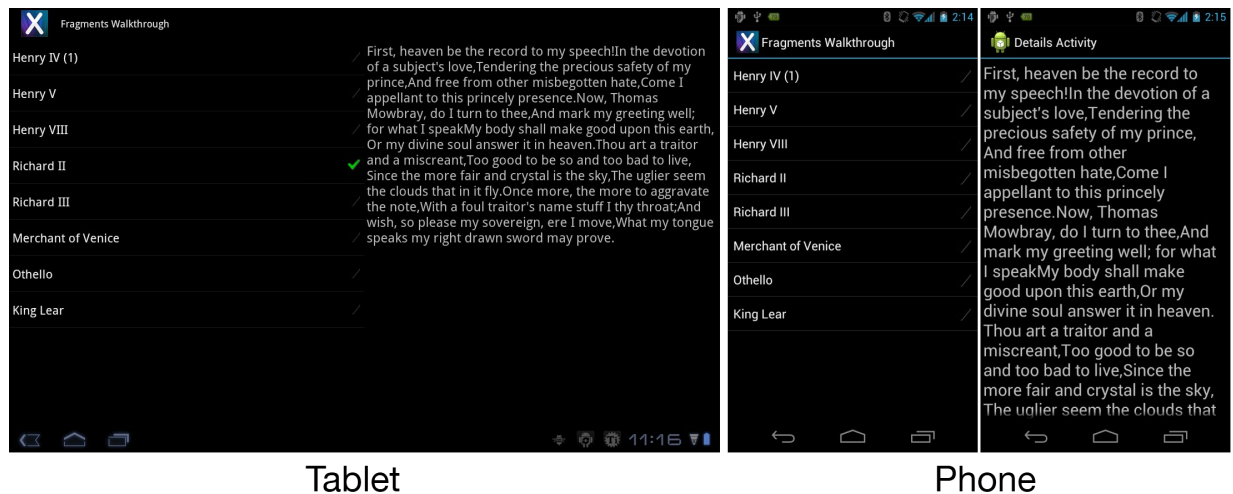 Fragments Walkthrough
Henry IV (1)
Henry V
Henry VIII
Richard II
Richard III
Merchant of Venice
Othello
King Lear
First, heaven be the record to my speech!In the devotion
of a subject's love,Tendering the precious safety of my
prince,And free from other misbegotten hate,Come I
appellant to this princely presence.Now, Thomas
Mowbray, do I turn to thee,And mark my greeting well;
for what I speakMy body shall make good upon this earth,
Or my divine soul answer it in heaven.Thou art a traitor
and a miscreant,Too good to be so and too bad to live,
Since the more fair and crystal is the sky,The uglier seem
the clouds that in it fly.Once more, the more to aggravate
the note,With a foul traitor's name stuff I thy throat;And
wish, so please my sovereign, ere I move,What my tongue
speaks my right drawn sword may prove.
11:16
Tablet
2:14
Fragments Walkthrough
Henry IV (1)
Henry V
Henry VIII
Richard II
Richard III
Merchant of Venice
Othello
King Lear
2:15
Details Activity
First, heaven be the record to
my speech!In the devotion of a
subject's love,Tendering the
precious safety of my prince,
And free from other
misbegotten hate,Come I
appellant to this princely
presence.Now, Thomas
Mowbray, do I turn to thee,And
mark my greeting well; for what
I speakMy body shall make
good upon this earth,Or my
divine soul answer it in heaven.
Thou art a traitor and a
miscreant,Too good to be so
and too bad to live,Since the
more fair and crystal is the sky,
The uglier seem the clouds that
Phone